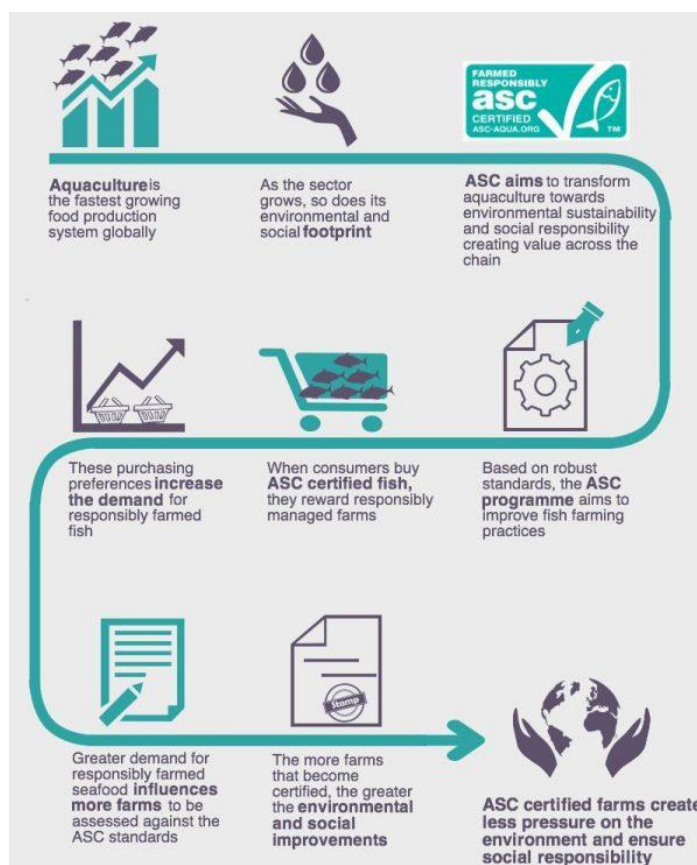 FARMED
RESPONSIBLY
asc
CERTIFIED
ASC-AQUA.ORG
TM
Aquaculture is
the fastest growing
food production
system globally
As the sector
grows, so does its
environmental and
social footprint
ASC aims to transform
aquaculture towards
environmental sustainability
and social responsibility
creating value across the
chain
Based on robust
standards, the ASC
programme aims to
improve fish farming
practices
When consumers buy
ASC certified fish,
they reward responsibly
managed farms
These purchasing
preferences increase
the demand for
responsibly farmed
fish
Greater demand for
responsibly farmed
seafood influences
more farms to be
assessed against the
ASC standards
Stamp
The more farms
that become
certified, the greater
the environmental
and social
improvements
ASC certified farms create
less pressure on the
environment and ensure
social responsibility